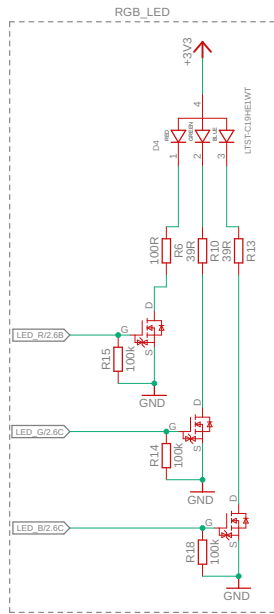 RGB_LED
+3V3
4
RED
GREEN
BLUE
D4
LTST-C19HE1WT
1
2
3
100R
R6
39R
R10
39R
R13
D
LED_R/2.6B
G
S
R15
100k
GND
D
LED_G/2.6C
G
S
R14
100k
GND
D
LED_B/2.6C
G
S
R18
100k
GND